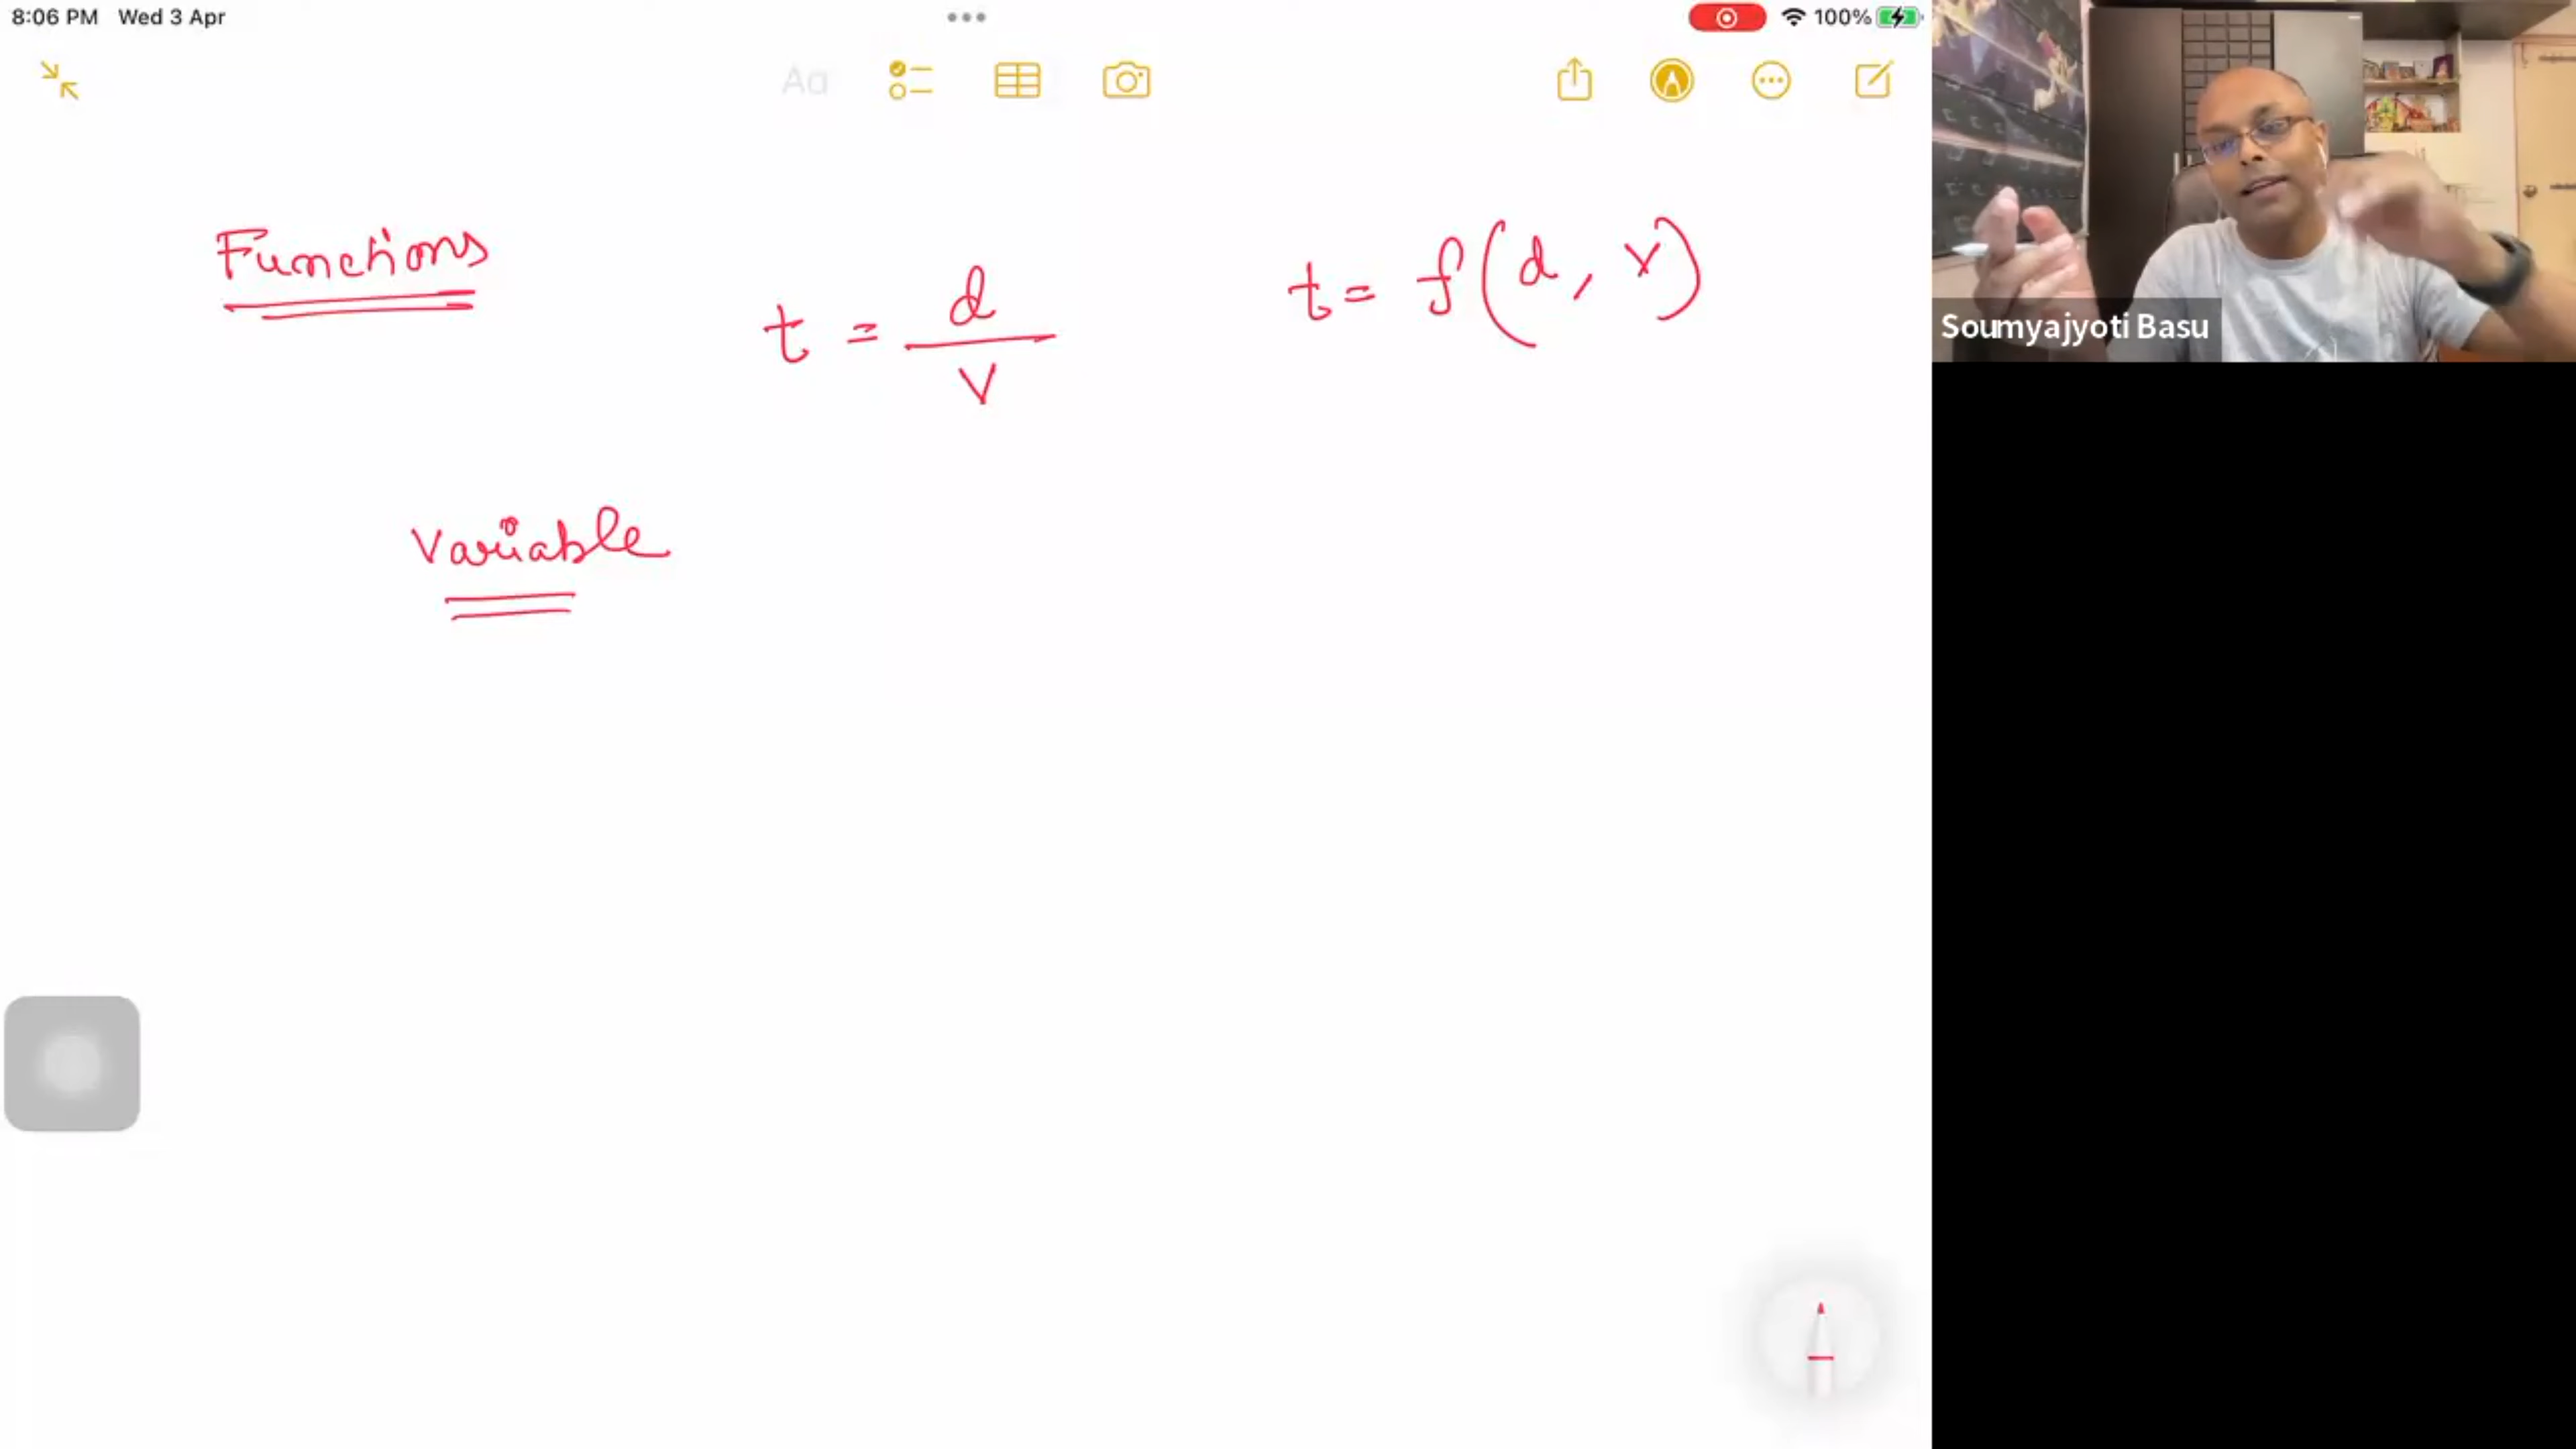 8:06 PM Wed 3 Apr
100%
Aa
Functions
t = d / v
t = f(d, v)
Variable
Soumyajyoti Basu